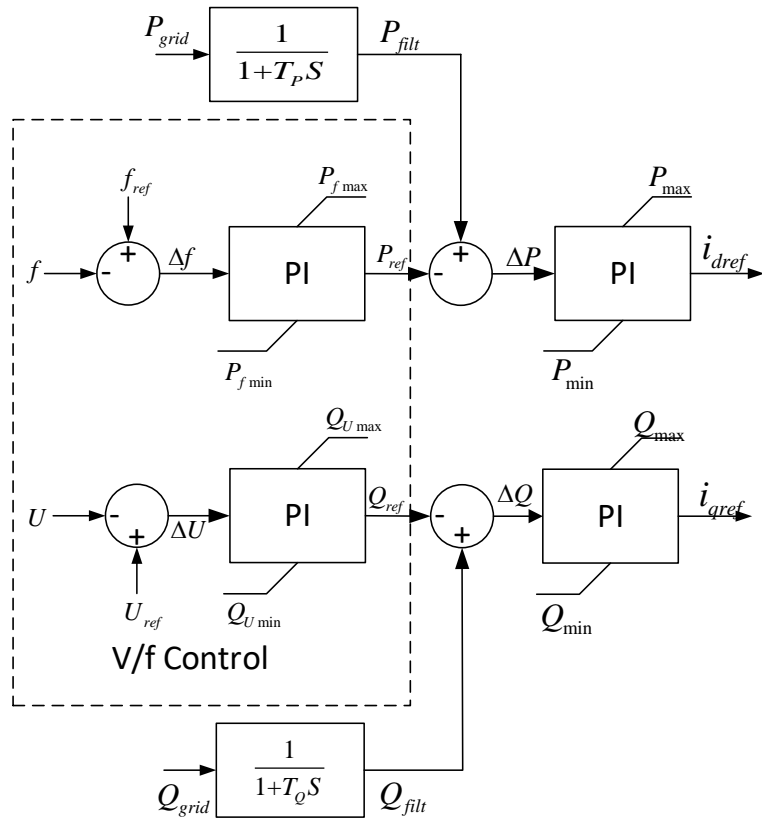 P_grid
1
1+T_P S
P_filt
f_ref
P_f max
P_max
+
+
f
-
Δf
PI
P_ref
-
ΔP
PI
i_dref
P_f min
P_min
Q_U max
Q_max
U
-
ΔU
PI
Q_ref
-
ΔQ
PI
i_qref
+
+
U_ref
Q_U min
Q_min
V/f Control
1
1+T_Q S
Q_grid
Q_filt